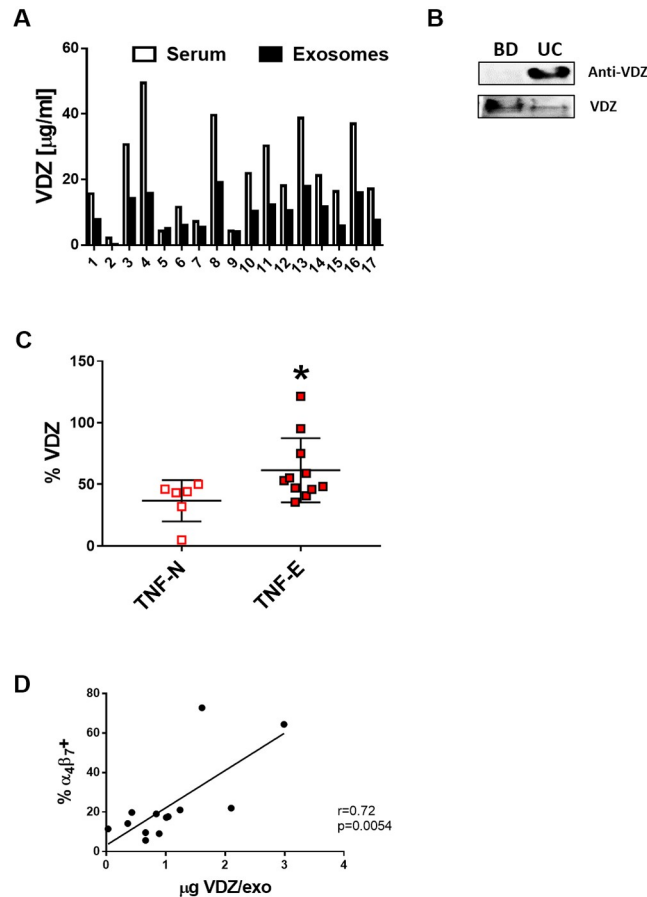 A
60
40
20
0
VDZ [µg/ml]
Serum
Exosomes
1 2 3 4 5 6 7 8 9 10 11 12 13 14 15 16 17
B
BD UC
Anti-VDZ
VDZ
C
150
100
50
0
% VDZ
*
TNF-N
TNF-E
D
80
60
40
20
0
% α4β7+
r=0.72
p=0.0054
0 1 2 3 4
µg VDZ/exo